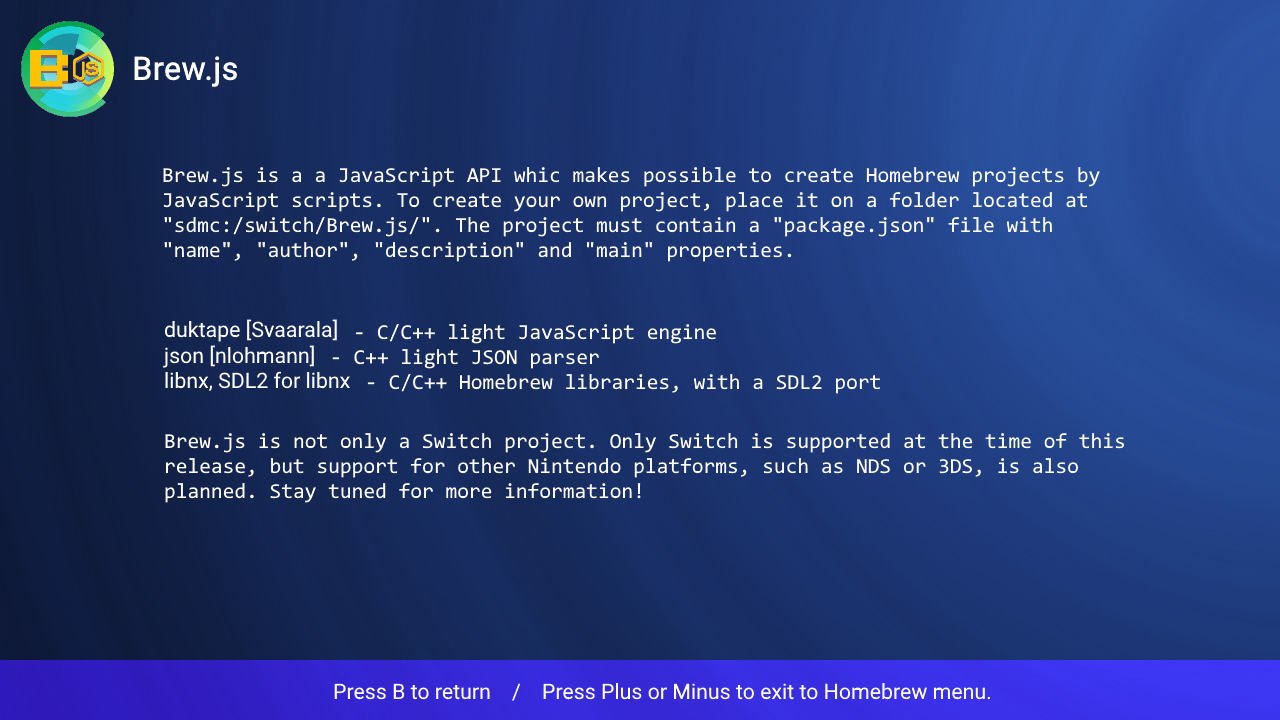 B JS
Brew.js
Brew.js is a a JavaScript API whic makes possible to create Homebrew projects by
JavaScript scripts. To create your own project, place it on a folder located at
"sdmc:/switch/Brew.js/". The project must contain a "package.json" file with
"name", "author", "description" and "main" properties.
duktape [Svaarala] - C/C++ light JavaScript engine
json [nlohmann] - C++ light JSON parser
libnx, SDL2 for libnx - C/C++ Homebrew libraries, with a SDL2 port
Brew.js is not only a Switch project. Only Switch is supported at the time of this
release, but support for other Nintendo platforms, such as NDS or 3DS, is also
planned. Stay tuned for more information!
Press B to return / Press Plus or Minus to exit to Homebrew menu.